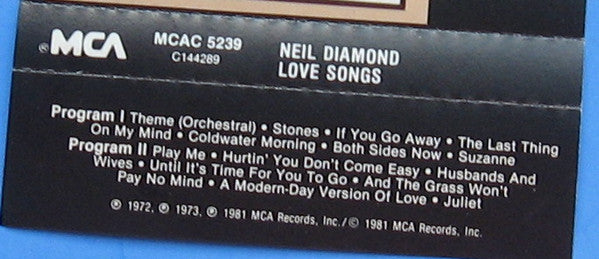 ® MCA
MCAC 5239
C144289
NEIL DIAMOND
LOVE SONGS
Program I Theme (Orchestral) • Stones • If You Go Away • The Last Thing
On My Mind • Coldwater Morning • Both Sides Now • Suzanne
Program II Play Me • Hurtin' You Don't Come Easy • Husbands And
Wives • Until It's Time For You To Go • And The Grass Won't
Pay No Mind • A Modern-Day Version Of Love • Juliet
℗ 1972, ℗ 1973, ℗ 1981 MCA Records, Inc./© 1981 MCA Records, Inc.